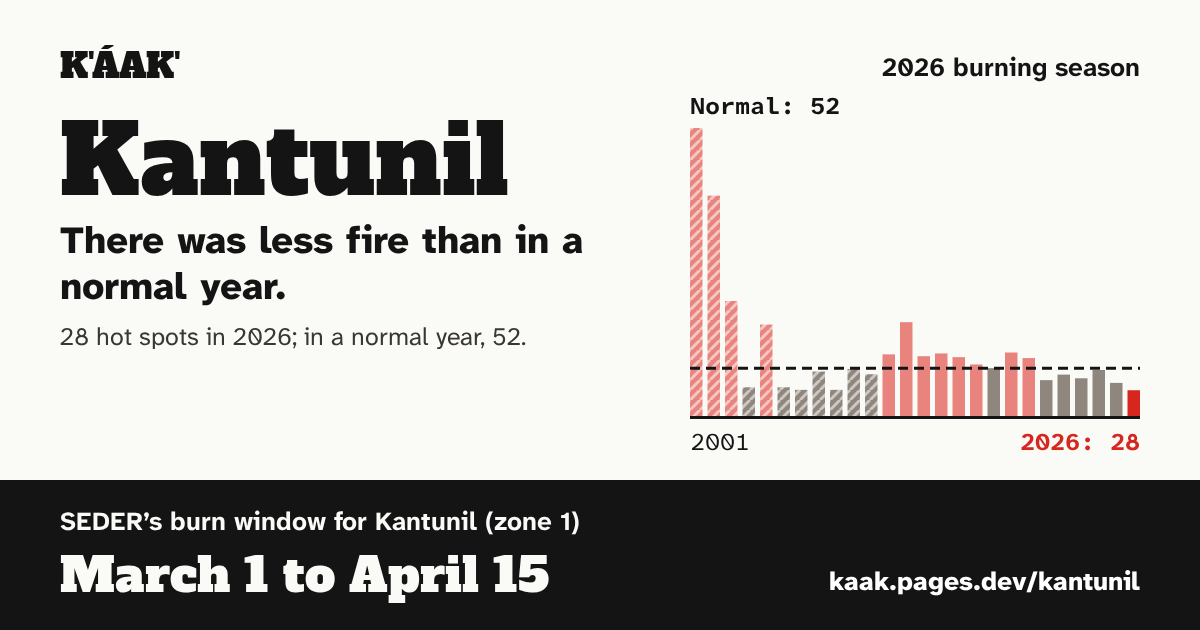 K'ÁAK'
2026 burning season
Kantunil
There was less fire than in a
normal year.
28 hot spots in 2026; in a normal year, 52.
Normal: 52
2001
2026: 28
SEDER’s burn window for Kantunil (zone 1)
March 1 to April 15
kaak.pages.dev/kantunil